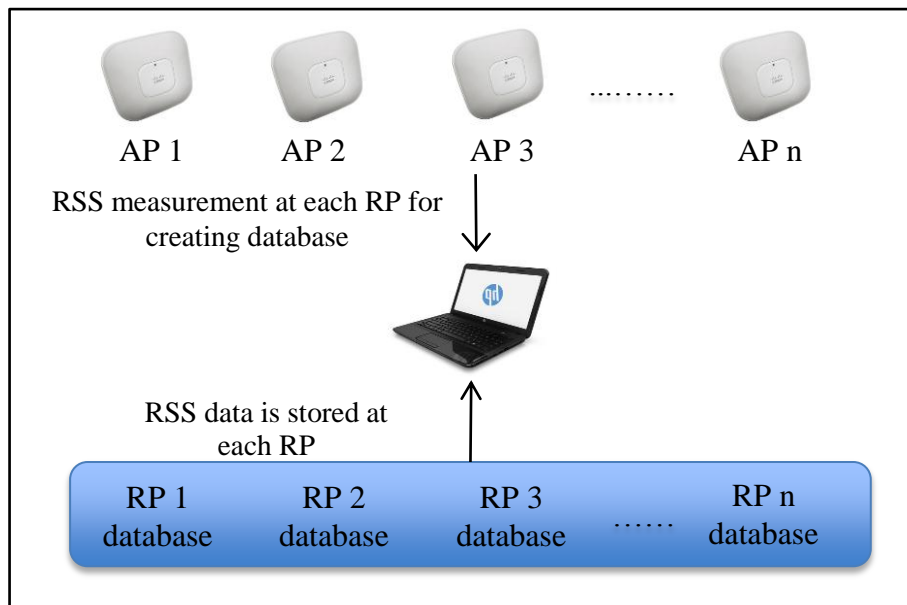 AP 1
AP 2
AP 3
.........
AP n
RSS measurement at each RP for
creating database
hp
RSS data is stored at
each RP
RP 1
database
RP 2
database
RP 3
database
......
RP n
database